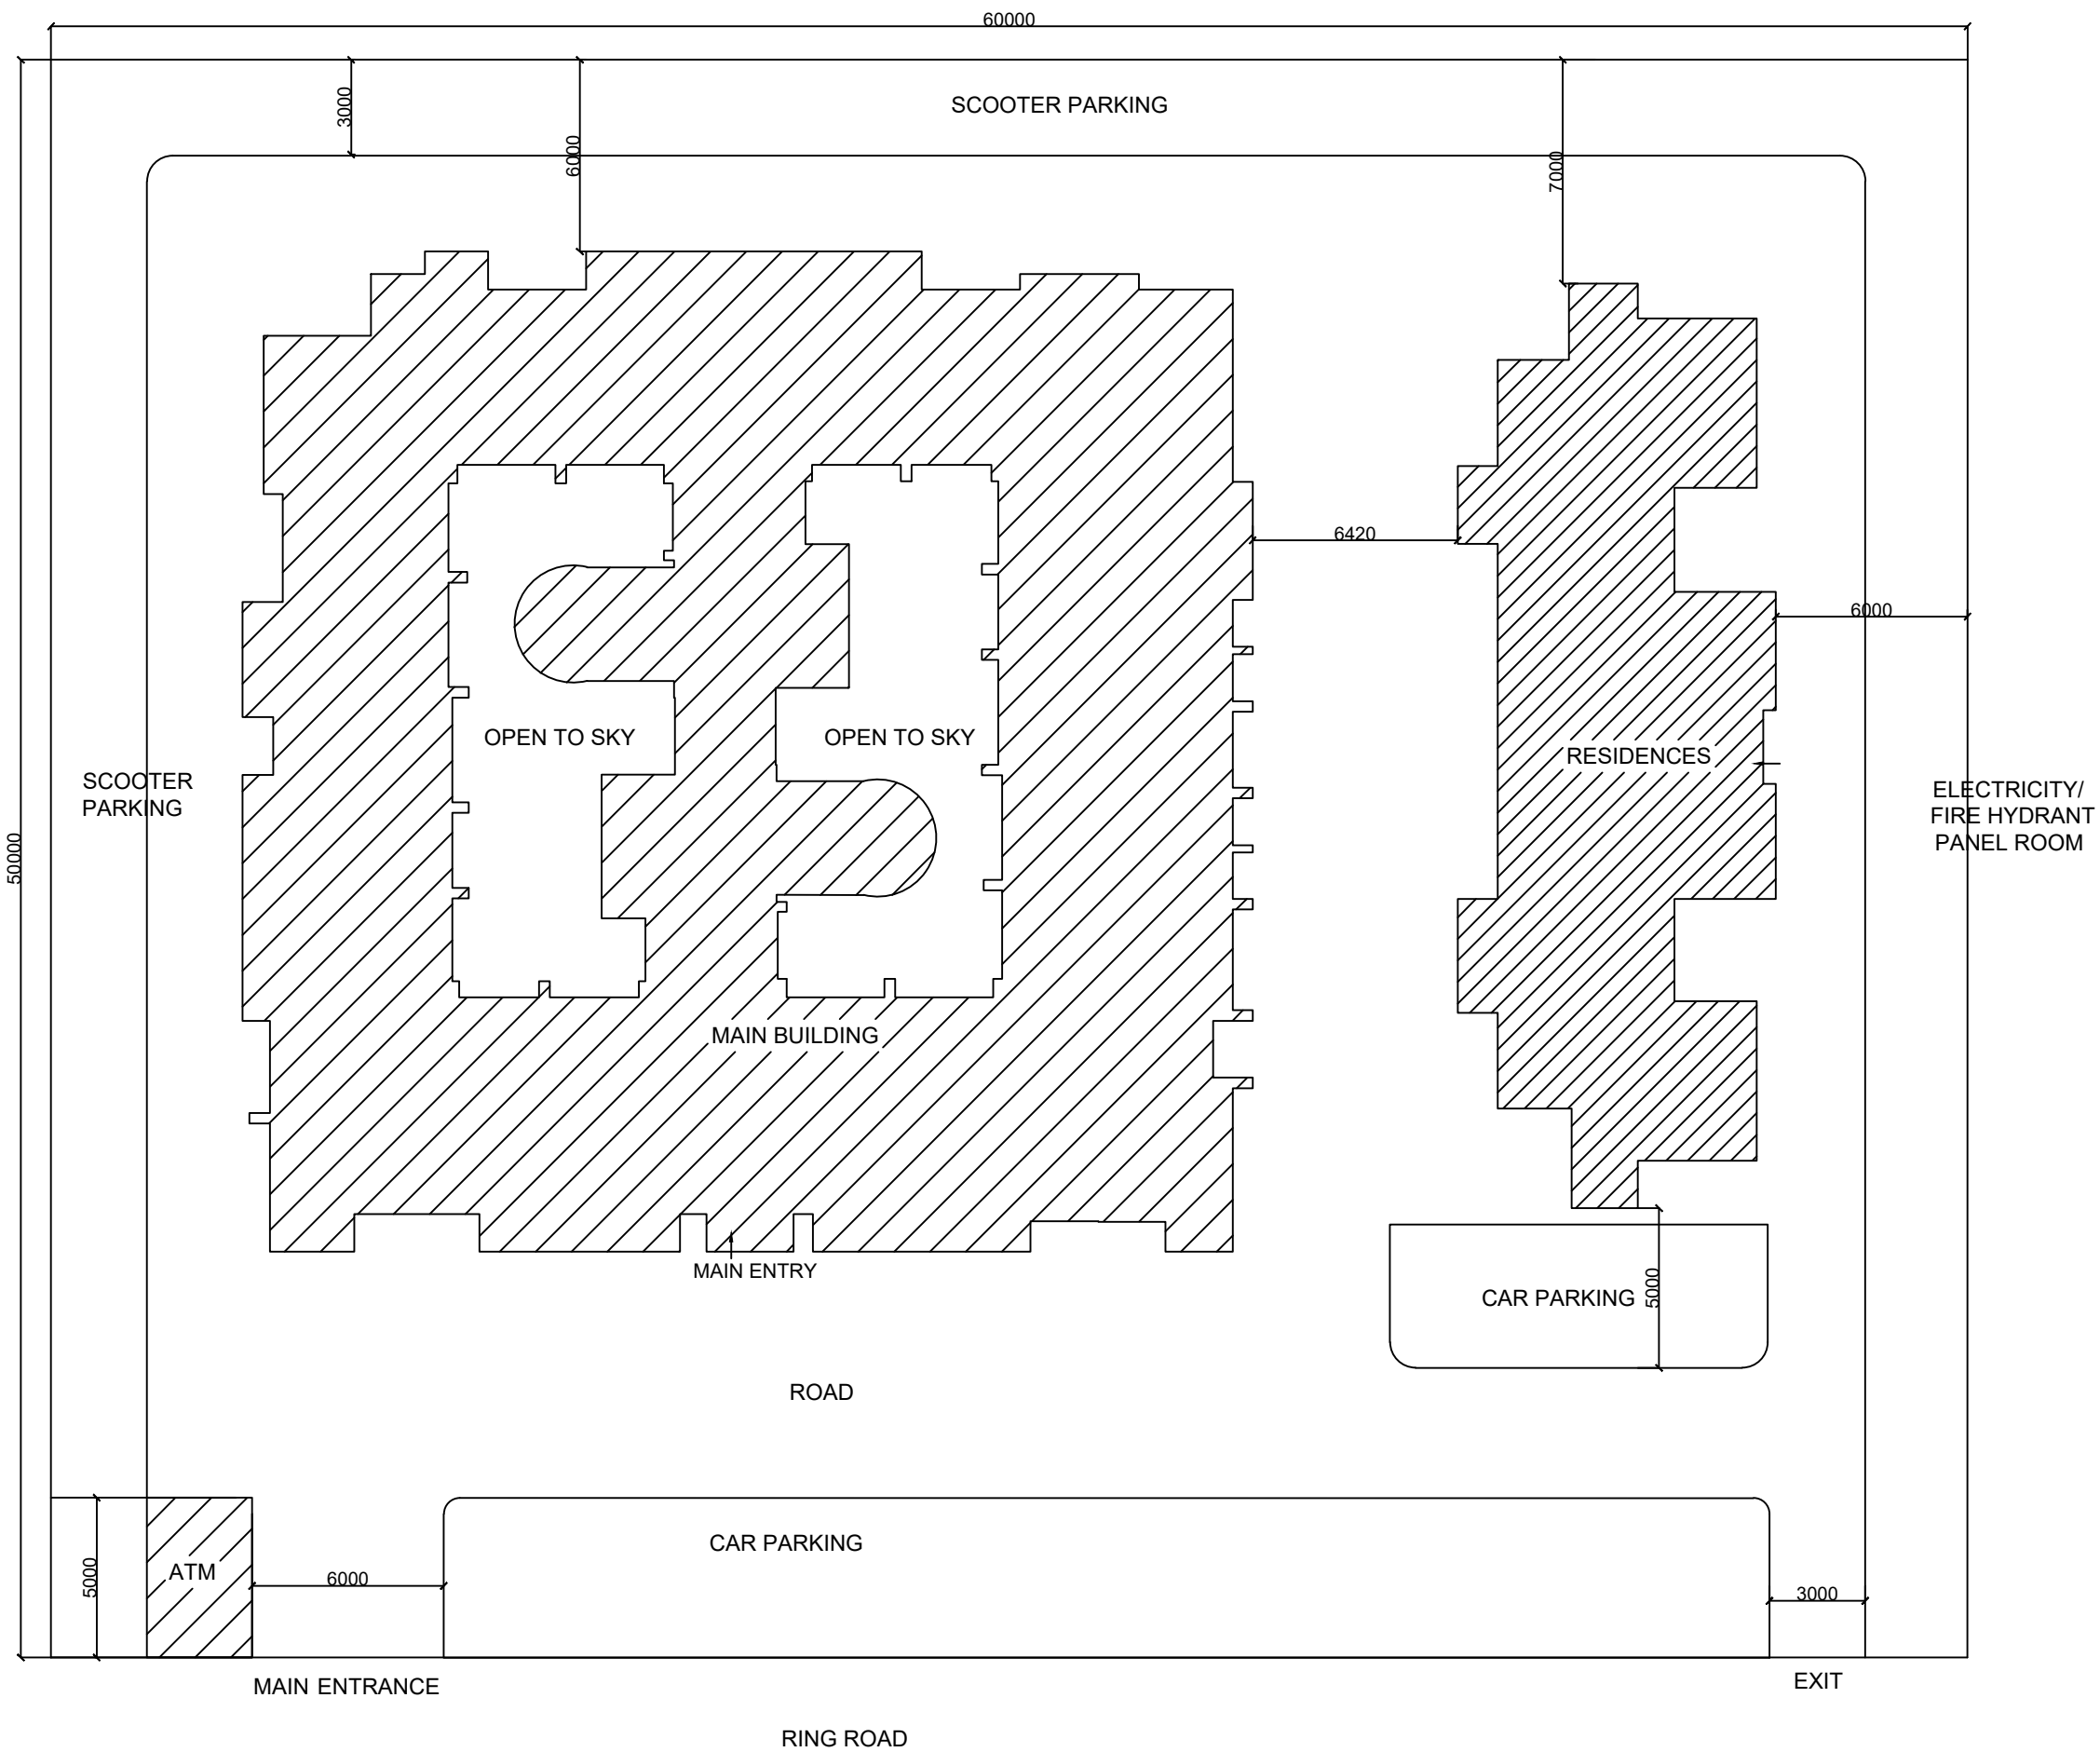 60000
3000
SCOOTER PARKING
6000
7000
6420
6000
OPEN TO SKY
OPEN TO SKY
RESIDENCES
SCOOTER
PARKING
ELECTRICITY/
FIRE HYDRANT
PANEL ROOM
50000
MAIN BUILDING
MAIN ENTRY
CAR PARKING
5000
ROAD
CAR PARKING
ATM
5000
6000
3000
MAIN ENTRANCE
EXIT
RING ROAD